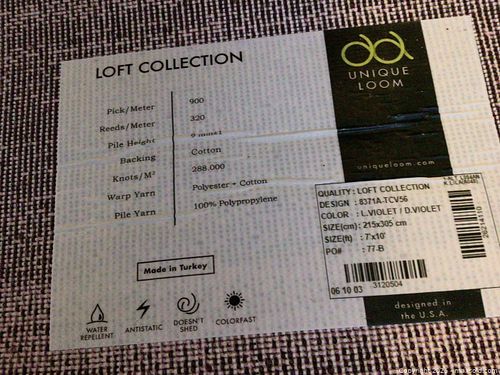 LOFT COLLECTION
Pick/Meter 900
Reeds/Meter 320
Pile Height
Backing Cotton
Knots/M² 288.000
Warp Yarn Polyester + Cotton
Pile Yarn 100% Polypropylene
Made in Turkey
WATER REPELLENT
ANTISTATIC
DOESN'T SHED
COLORFAST
UNIQUE
LOOM
uniqueloom.com
QUALITY : LOFT COLLECTION
DESIGN : 8371A-TCV56
COLOR : L.VIOLET / D.VIOLET
SIZE(cm) : 215x305 cm
SIZE(ft) : 7'x10'
PO# : 77-B
06 10 03 3120504
26214110
designed in
the U.S.A.